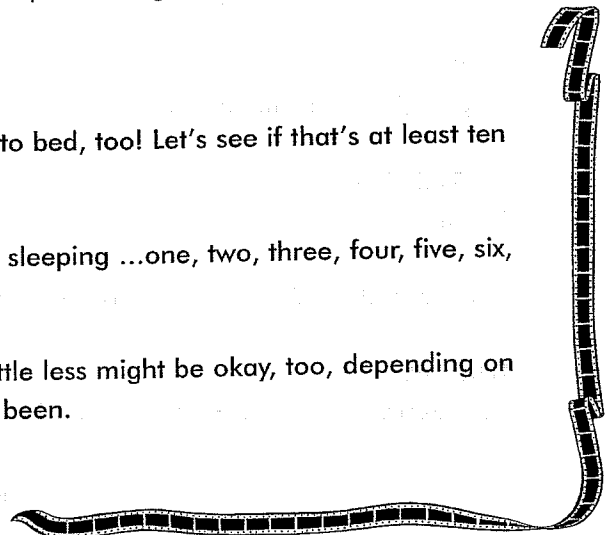 to bed, too! Let's see if that's at least ten
sleeping ...one, two, three, four, five, six,
little less might be okay, too, depending on
been.